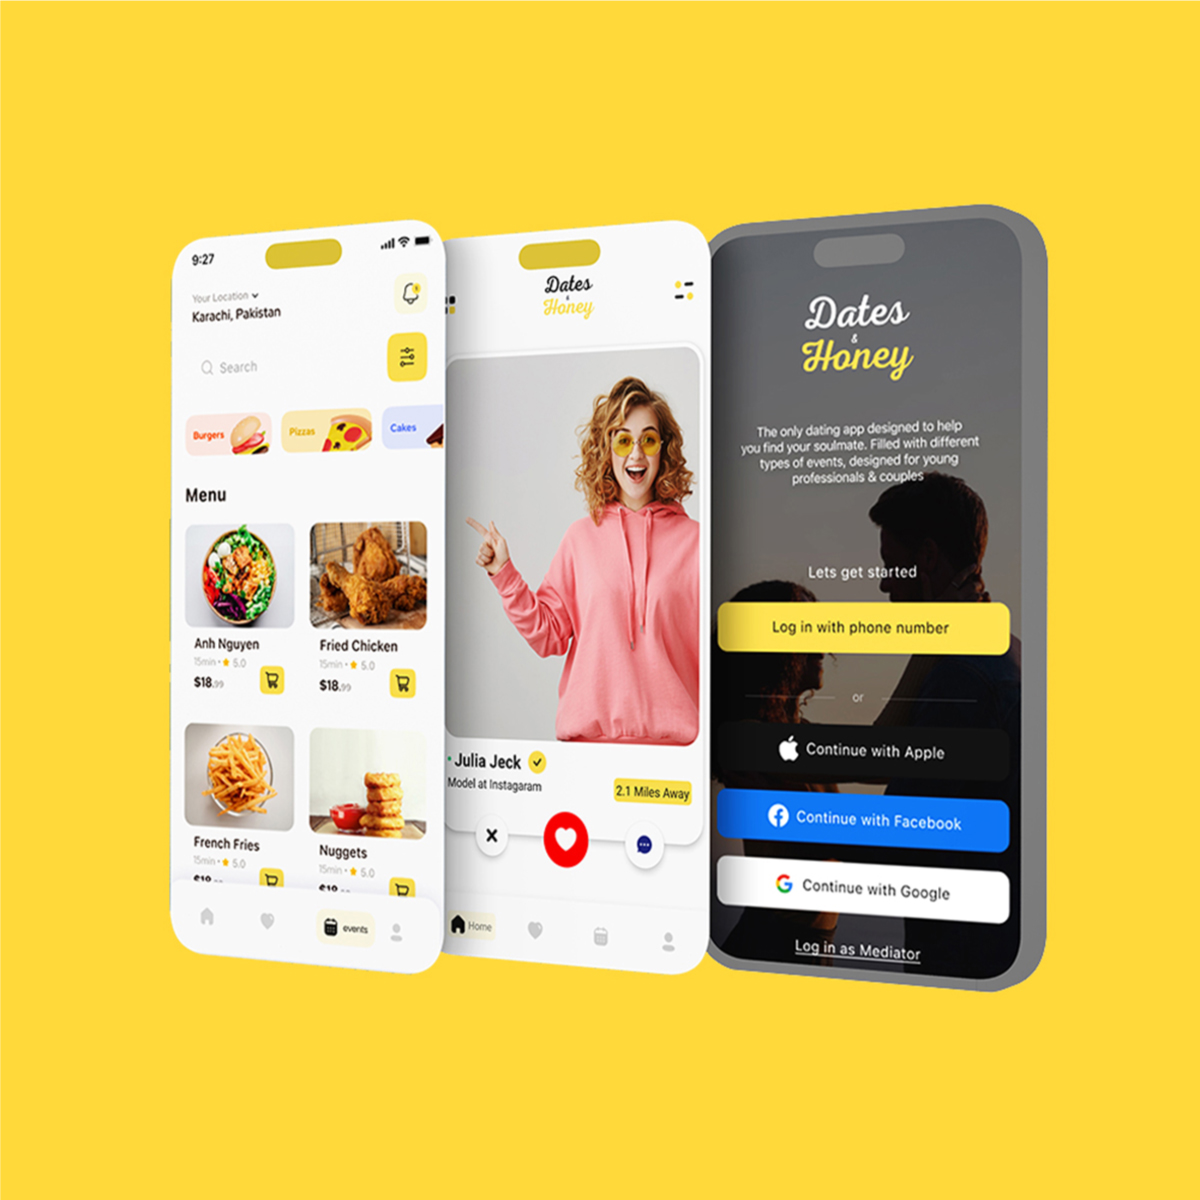 9:27
Your Location
Karachi, Pakistan
Search
Burgers
Pizzas
Cakes
Menu
Anh Nguyen
15min • 5.0
$18.99
Fried Chicken
15min • 5.0
$18.99
French Fries
15min • 5.0
$18
Nuggets
15min • 5.0
$18
events
Dates
&
Honey
Julia Jeck
Model at Instagaram
2.1 Miles Away
Home
Dates
&
Honey
The only dating app designed to help
you find your soulmate. Filled with different
types of events, designed for young
professionals & couples
Lets get started
Log in with phone number
or
Continue with Apple
Continue with Facebook
Continue with Google
Log in as Mediator